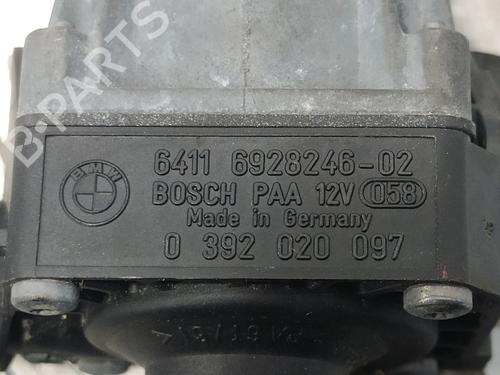 B-PARTS
BMW
6411 6928246-02
BOSCH PAA 12V 058
Made in Germany
0 392 020 097